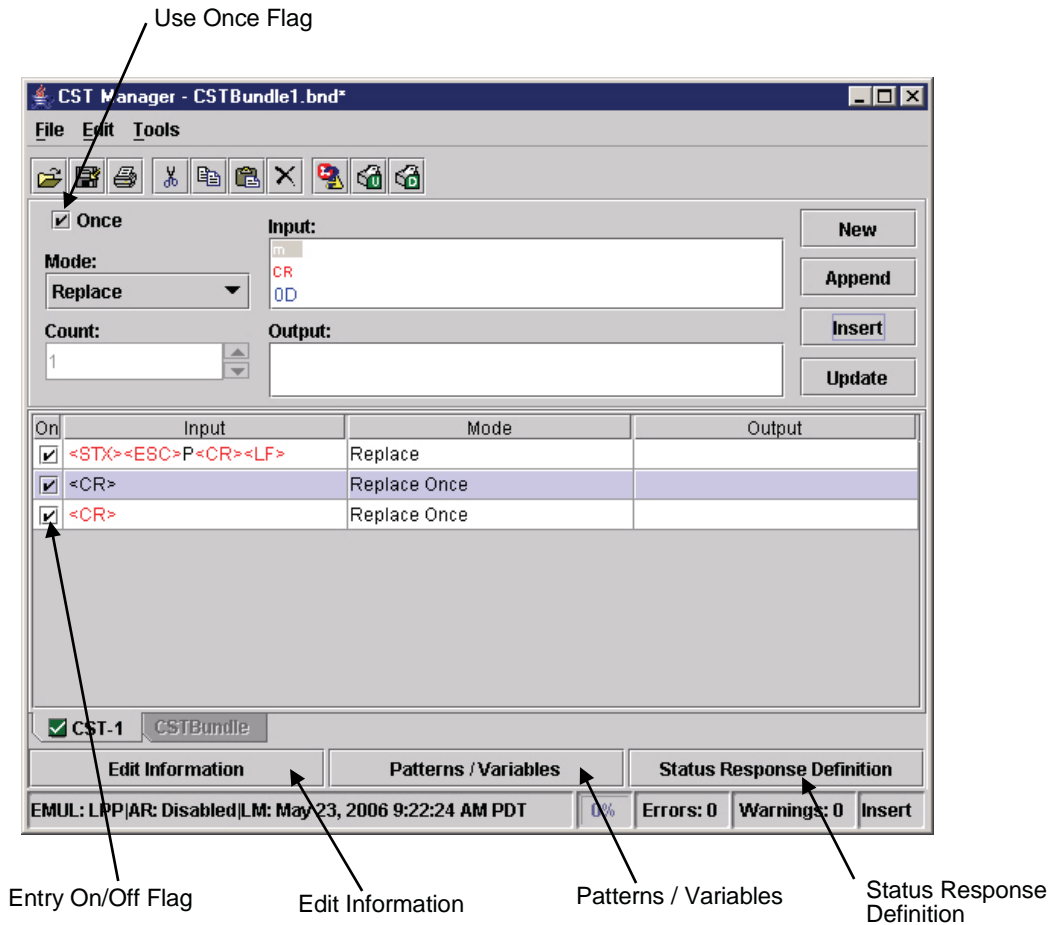 Use Once Flag
CST Manager - CSTBundle1.bnd*
File Edit Tools
Once
Input:
New
m
Mode:
CR
Append
Replace
0D
Count:
Output:
Insert
1
Update
On Input Mode Output
<STX><ESC>P<CR><LF> Replace
<CR> Replace Once
<CR> Replace Once
CST-1 CSTBundle
Edit Information Patterns / Variables Status Response Definition
EMUL: LPP|AR: Disabled|LM: May 23, 2006 9:22:24 AM PDT 0% Errors: 0 Warnings: 0 Insert
Entry On/Off Flag
Edit Information
Patterns / Variables
Status Response
Definition